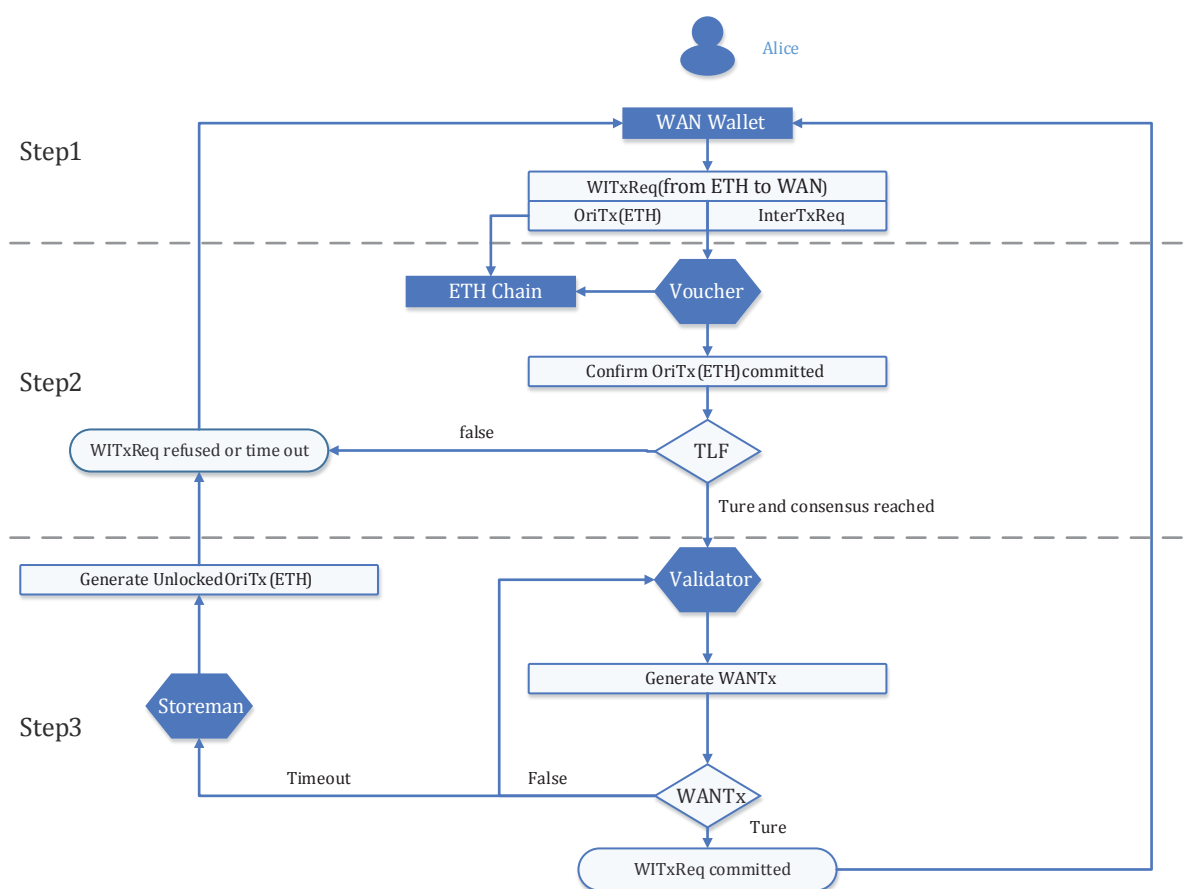 Alice
WAN Wallet
Step1
WITxReq(from ETH to WAN)
OriTx(ETH)
InterTxReq
ETH Chain
Voucher
Confirm OriTx(ETH)committed
Step2
false
WITxReq refused or time out
TLF
Ture and consensus reached
Generate UnlockedOriTx(ETH)
Validator
Generate WANTx
Storeman
Step3
Timeout
False
WANTx
Ture
WITxReq committed